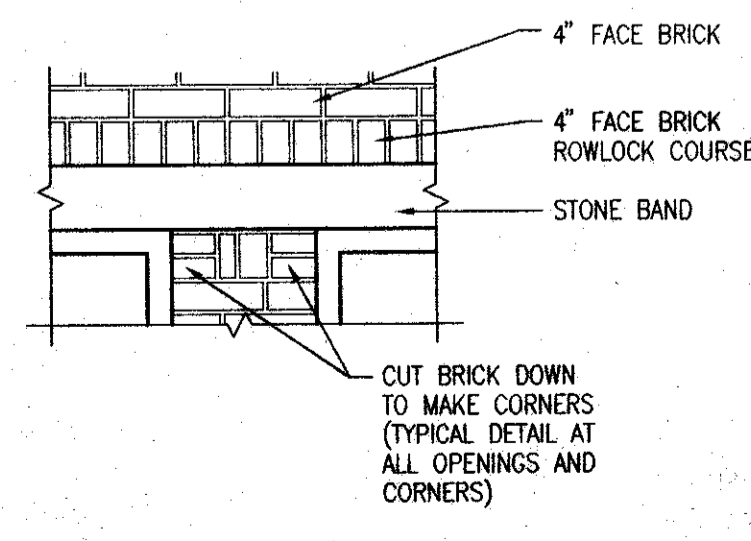 4" FACE BRICK
4" FACE BRICK
ROWLOCK COURSE
STONE BAND
CUT BRICK DOWN
TO MAKE CORNERS
(TYPICAL DETAIL AT
ALL OPENINGS AND
CORNERS)